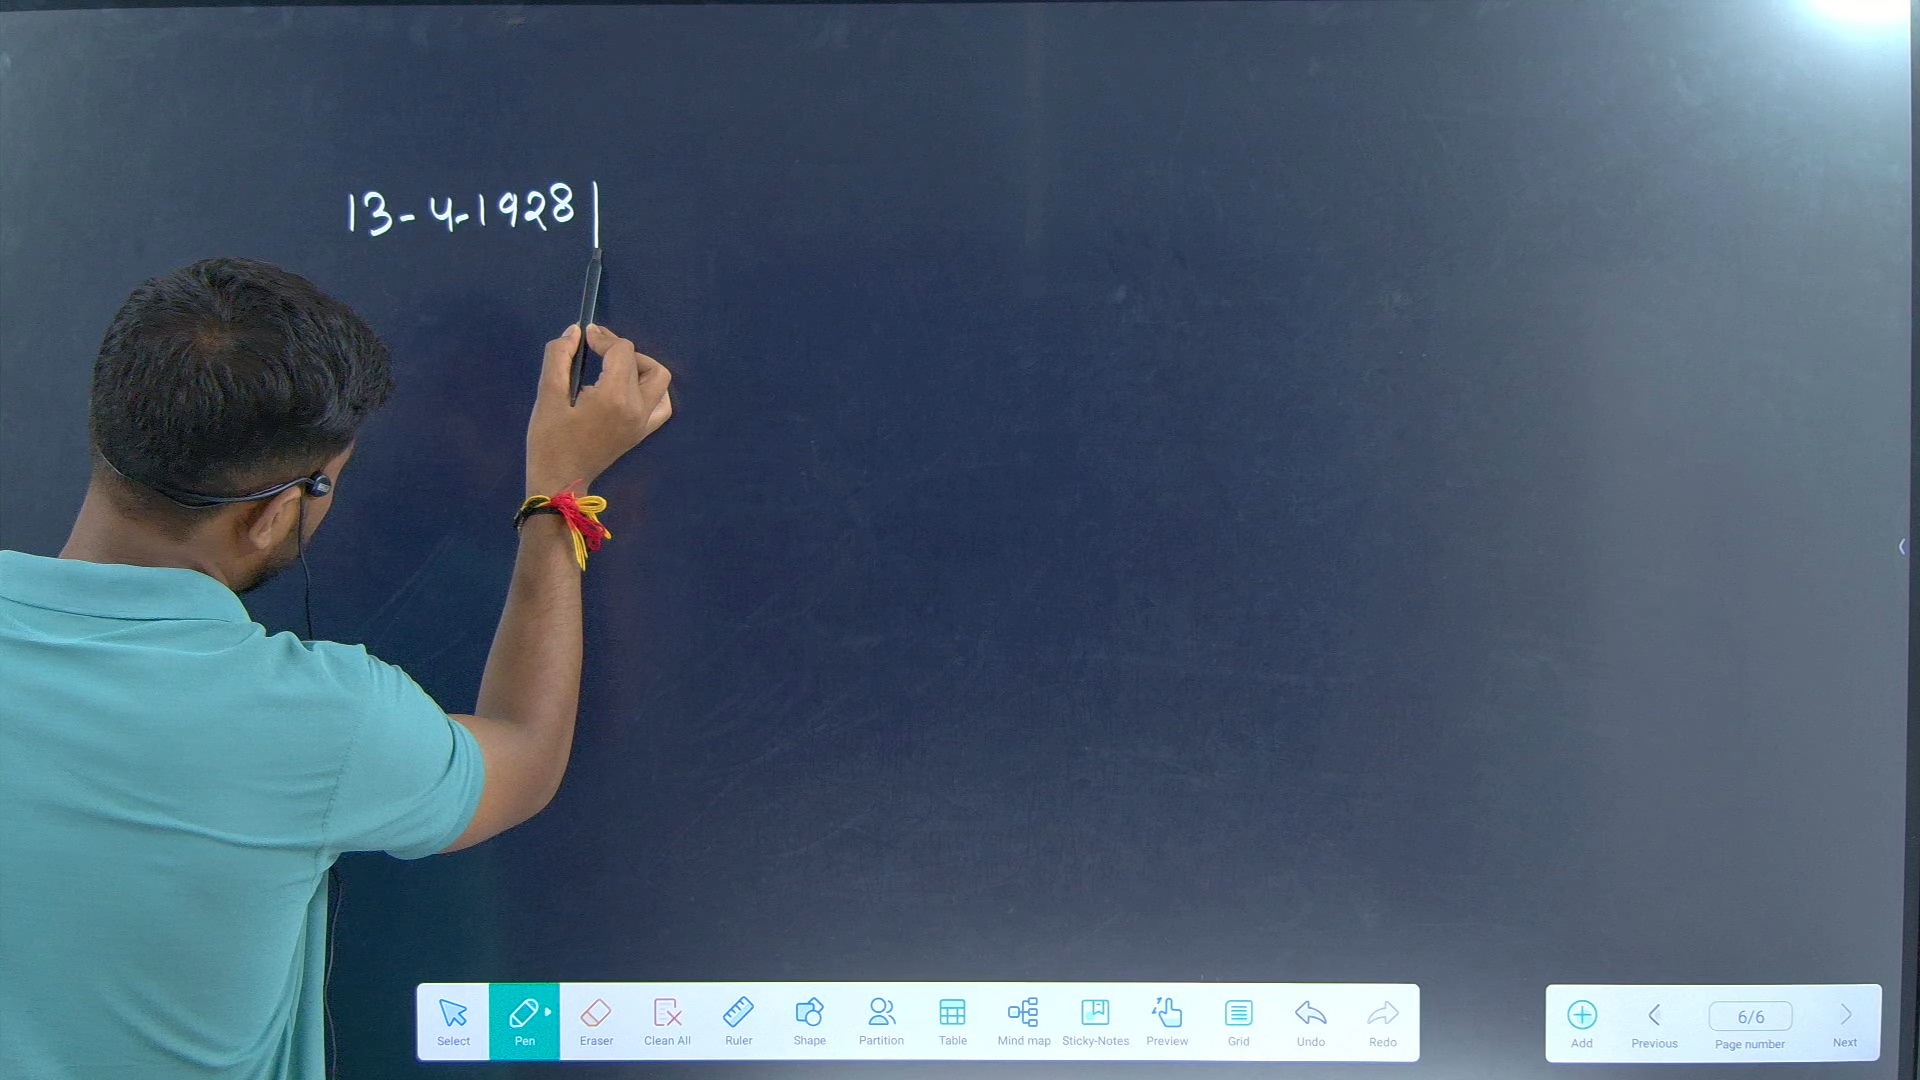 13-4-1928|
Select
Pen
Eraser
Clean All
Ruler
Shape
Partition
Table
Mind map
Sticky-Notes
Preview
Grid
Undo
Redo
Add
Previous
6/6
Page number
Next